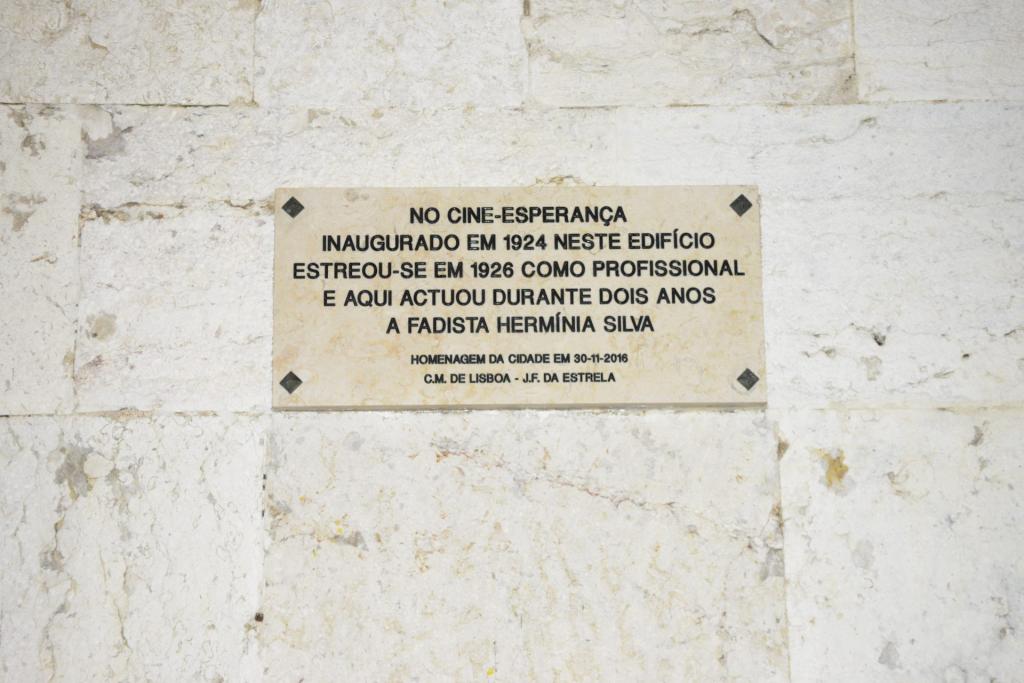 NO CINE-ESPERANÇA
INAUGURADO EM 1924 NESTE EDIFÍCIO
ESTREOU-SE EM 1926 COMO PROFISSIONAL
E AQUI ACTUOU DURANTE DOIS ANOS
A FADISTA HERMÍNIA SILVA
HOMENAGEM DA CIDADE EM 30-11-2016
C.M. DE LISBOA - J.F. DA ESTRELA